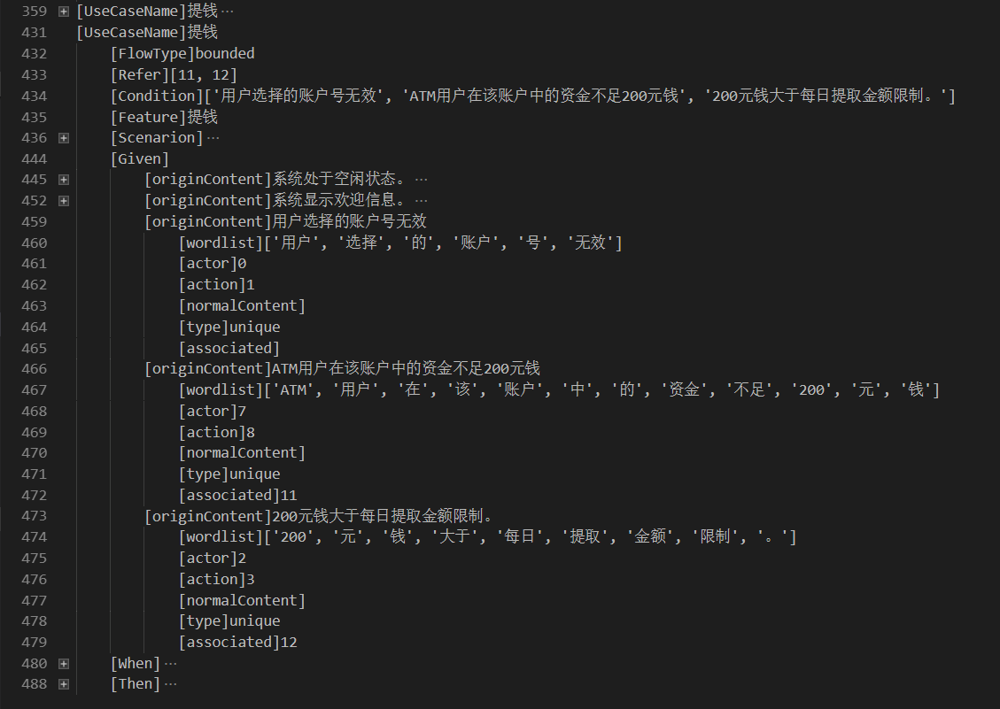 359 [UseCaseName]提钱 ···
431 [UseCaseName]提钱
432 [FlowType]bounded
433 [Refer][11, 12]
434 [Condition]['用户选择的账户号无效', 'ATM用户在该账户中的资金不足200元钱', '200元钱大于每日提取金额限制。']
435 [Feature]提钱
436 [Scenarion] ···
444 [Given]
445 [originContent]系统处于空闲状态。 ···
452 [originContent]系统显示欢迎信息。 ···
459 [originContent]用户选择的账户号无效
460 [wordlist]['用户', '选择', '的', '账户', '号', '无效']
461 [actor]0
462 [action]1
463 [normalContent]
464 [type]unique
465 [associated]
466 [originContent]ATM用户在该账户中的资金不足200元钱
467 [wordlist]['ATM', '用户', '在', '该', '账户', '中', '的', '资金', '不足', '200', '元', '钱']
468 [actor]7
469 [action]8
470 [normalContent]
471 [type]unique
472 [associated]11
473 [originContent]200元钱大于每日提取金额限制。
474 [wordlist]['200', '元', '钱', '大于', '每日', '提取', '金额', '限制', '。']
475 [actor]2
476 [action]3
477 [normalContent]
478 [type]unique
479 [associated]12
480 [When] ···
488 [Then] ···